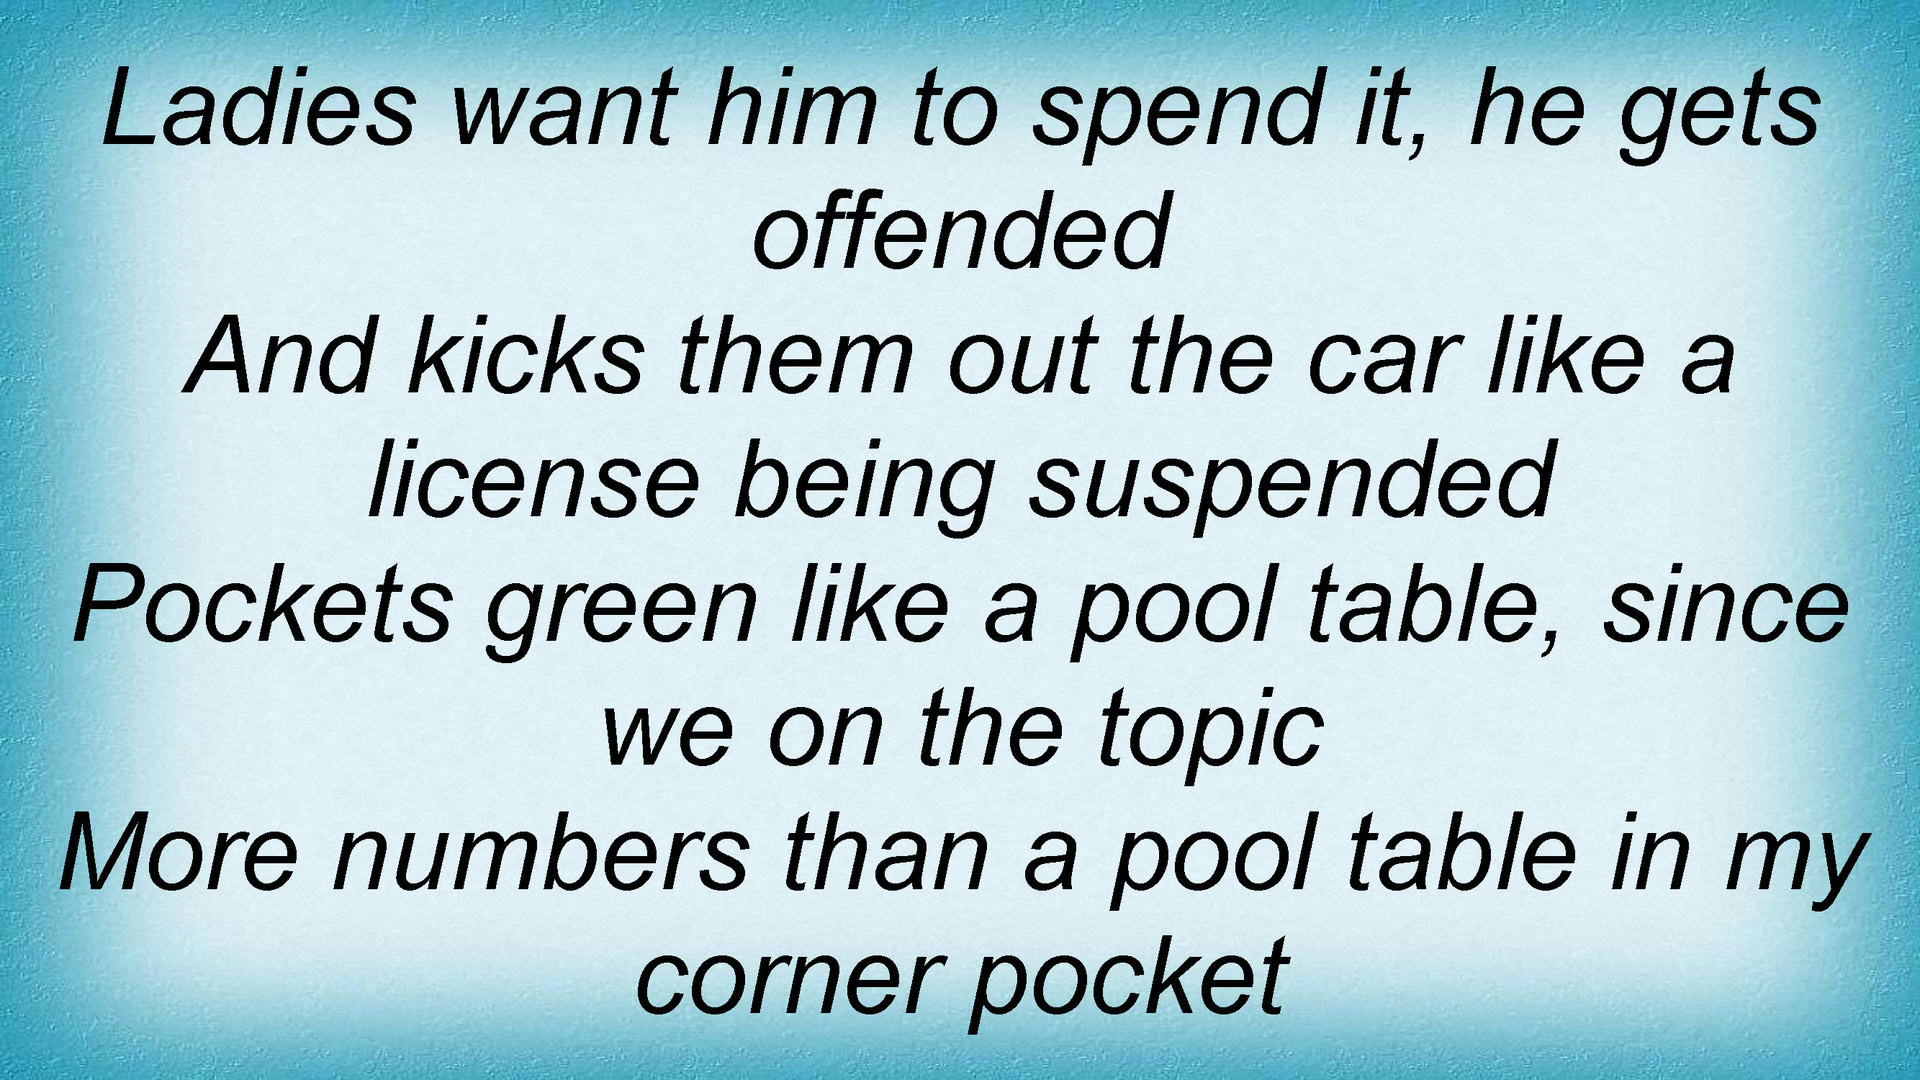 Ladies want him to spend it, he gets
offended
And kicks them out the car like a
license being suspended
Pockets green like a pool table, since
we on the topic
More numbers than a pool table in my
corner pocket